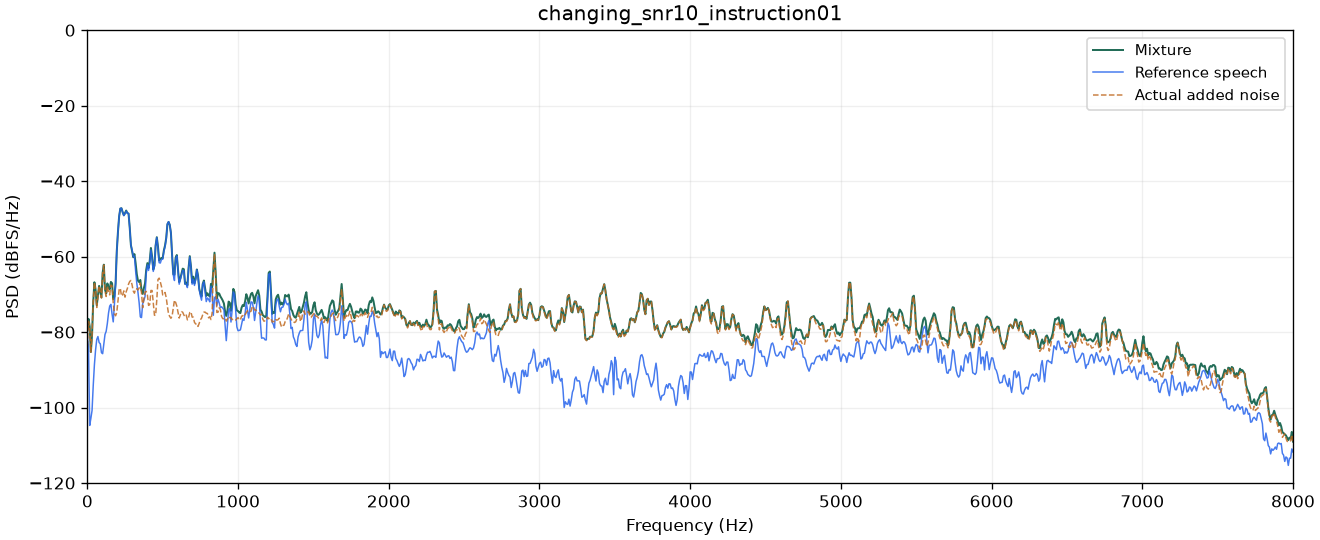 changing_snr10_instruction01
Mixture
Reference speech
Actual added noise
PSD (dBFS/Hz)
0
−20
−40
−60
−80
−100
−120
0 1000 2000 3000 4000 5000 6000 7000 8000
Frequency (Hz)